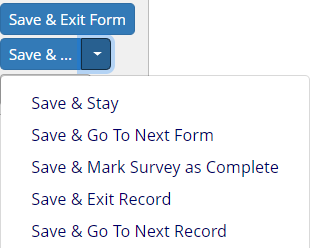 Save & Exit Form
Save & ...
Save & Stay
Save & Go To Next Form
Save & Mark Survey as Complete
Save & Exit Record
Save & Go To Next Record